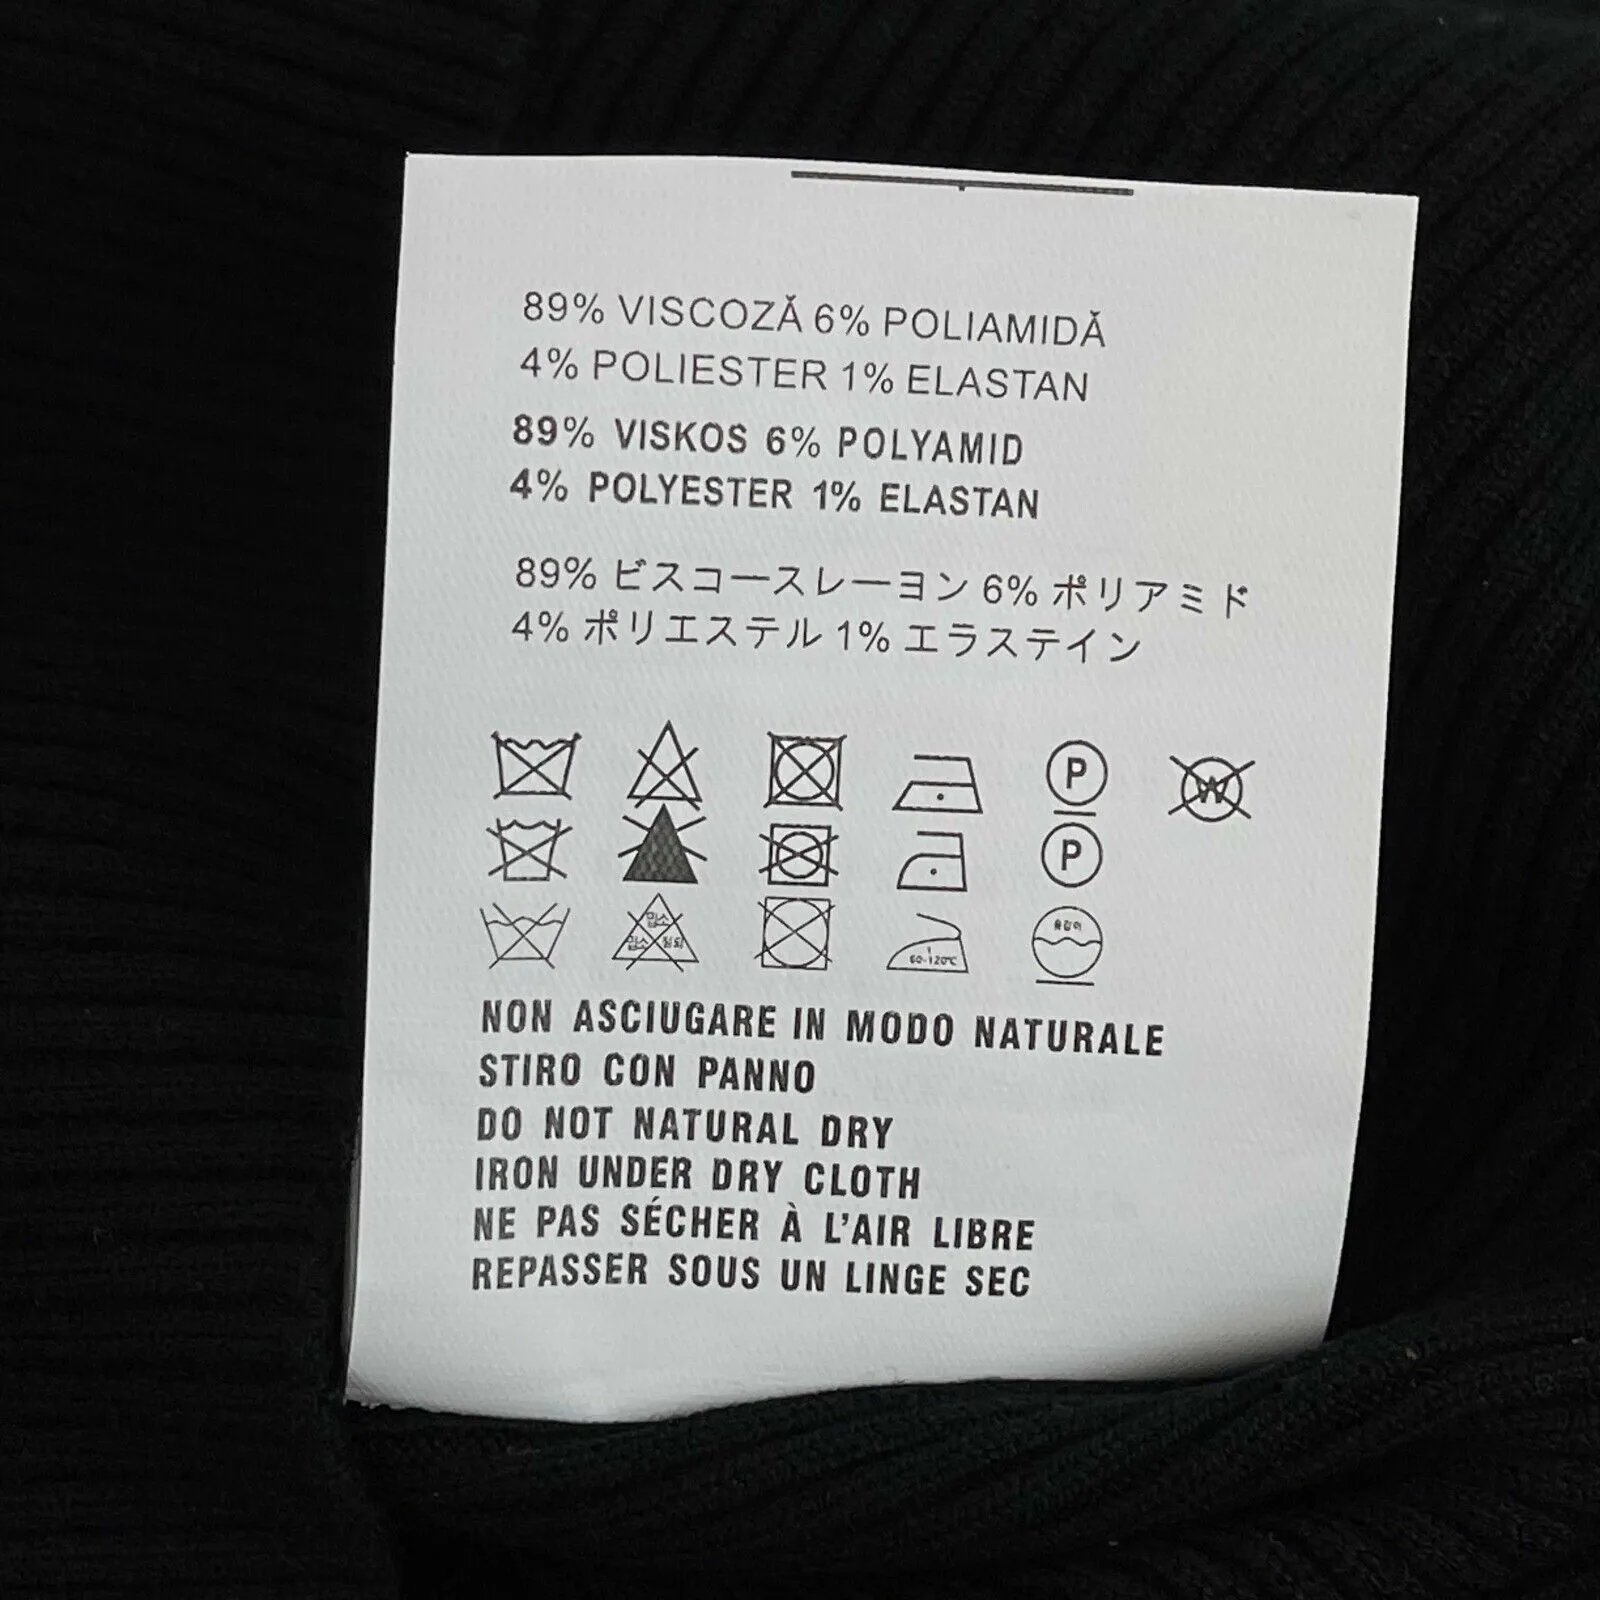 89% VISCOZĂ 6% POLIAMIDĂ
4% POLIESTER 1% ELASTAN
89% VISKOS 6% POLYAMID
4% POLYESTER 1% ELASTAN
89% ビスコースレーヨン 6% ポリアミド
4% ポリエステル 1% エラステイン
P W
P
60-120℃
NON ASCIUGARE IN MODO NATURALE
STIRO CON PANNO
DO NOT NATURAL DRY
IRON UNDER DRY CLOTH
NE PAS SÉCHER À L'AIR LIBRE
REPASSER SOUS UN LINGE SEC